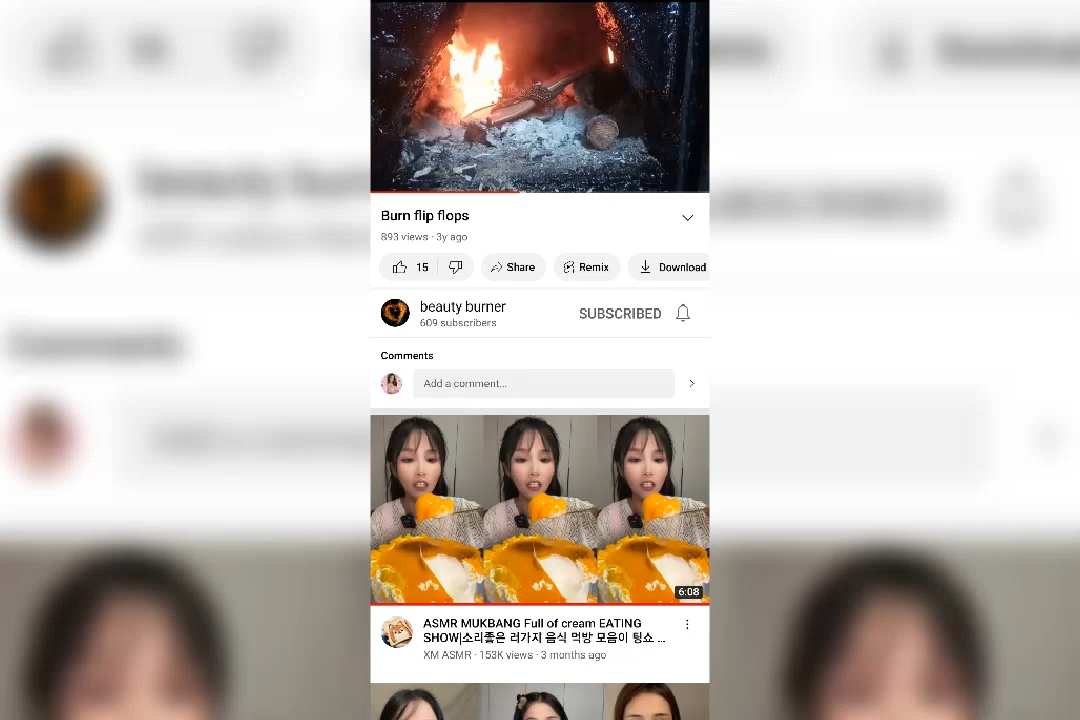 Burn flip flops
893 views · 3y ago
15
Share
Remix
Download
beauty burner
609 subscribers
SUBSCRIBED
Comments
Add a comment...
6:08
ASMR MUKBANG Full of cream EATING
SHOW|소리좋은 러가지 음식 먹방 모음이 팅쇼 ...
XM ASMR · 153K views · 3 months ago